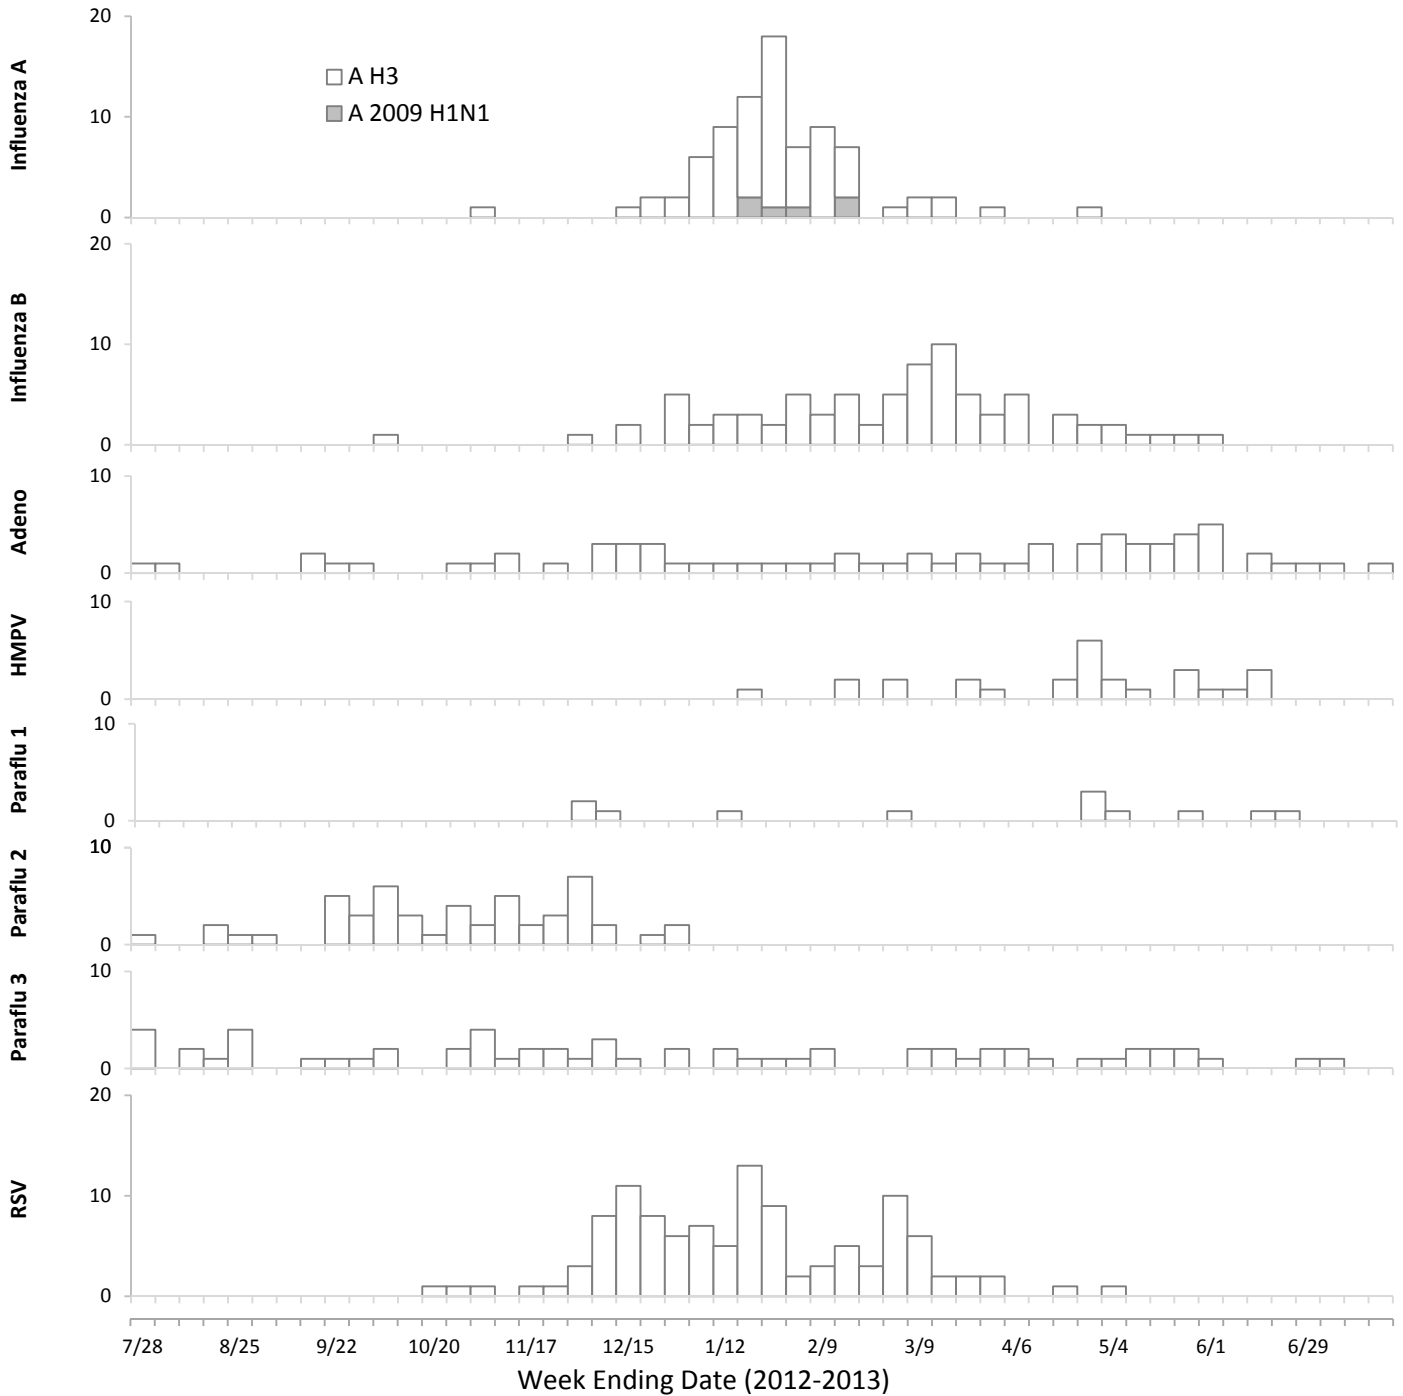 20
10
0
Influenza A
A H3
A 2009 H1N1
20
10
0
Influenza B
10
0
Adeno
10
0
HMPV
10
0
Paraflu 1
10
0
Paraflu 2
10
0
Paraflu 3
20
10
0
RSV
7/28 8/25 9/22 10/20 11/17 12/15 1/12 2/9 3/9 4/6 5/4 6/1 6/29
Week Ending Date (2012-2013)